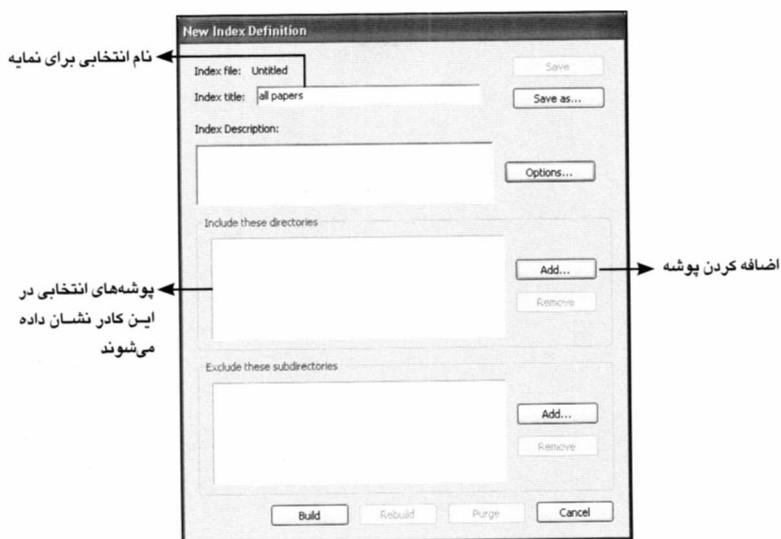 New Index Definition
نام انتخابی برای نمایه
Index file: Untitled
Save
Index title: all papers
Save as...
Index Description:
Options...
Include these directories
Add...
اضافه کردن پوشه
Remove
پوشه‌های انتخابی در
این کادر نشان داده
می‌شوند
Exclude these subdirectories
Add...
Remove
Build
Rebuild
Purge
Cancel